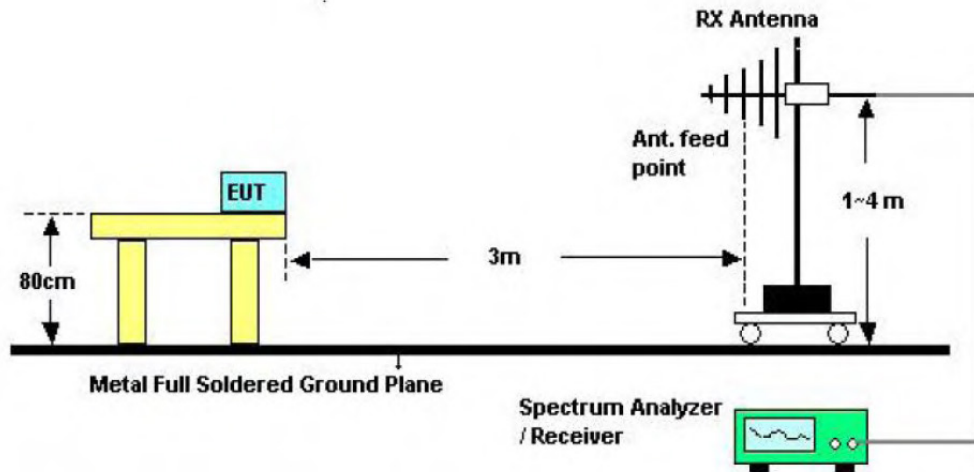 RX Antenna
Ant. feed
point
EUT
1~4 m
3m
80cm
Metal Full Soldered Ground Plane
Spectrum Analyzer
/ Receiver